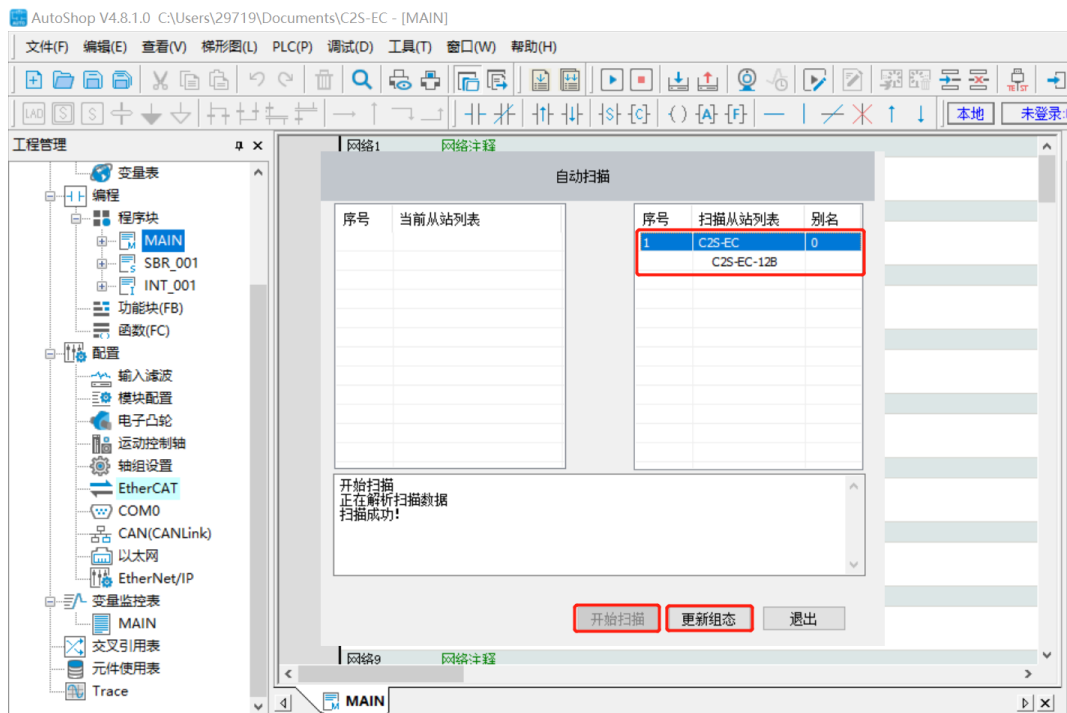 AutoShop V4.8.1.0 C:\Users\29719\Documents\C2S-EC - [MAIN]
文件(F) 编辑(E) 查看(V) 梯形图(L) PLC(P) 调试(D) 工具(T) 窗口(W) 帮助(H)
TEST
LAD
本地 未登录:
工程管理
变量表
编程
程序块
MAIN
SBR_001
INT_001
功能块(FB)
函数(FC)
配置
输入滤波
模块配置
电子凸轮
运动控制轴
轴组设置
EtherCAT
COM0
CAN(CANLink)
以太网
EtherNet/IP
变量监控表
MAIN
交叉引用表
元件使用表
Trace
网络1 网络注释
自动扫描
序号 当前从站列表
序号 扫描从站列表 别名
1 C2S-EC 0
C2S-EC-12B
开始扫描
正在解析扫描数据
扫描成功!
开始扫描 更新组态 退出
网络9 网络注释
MAIN